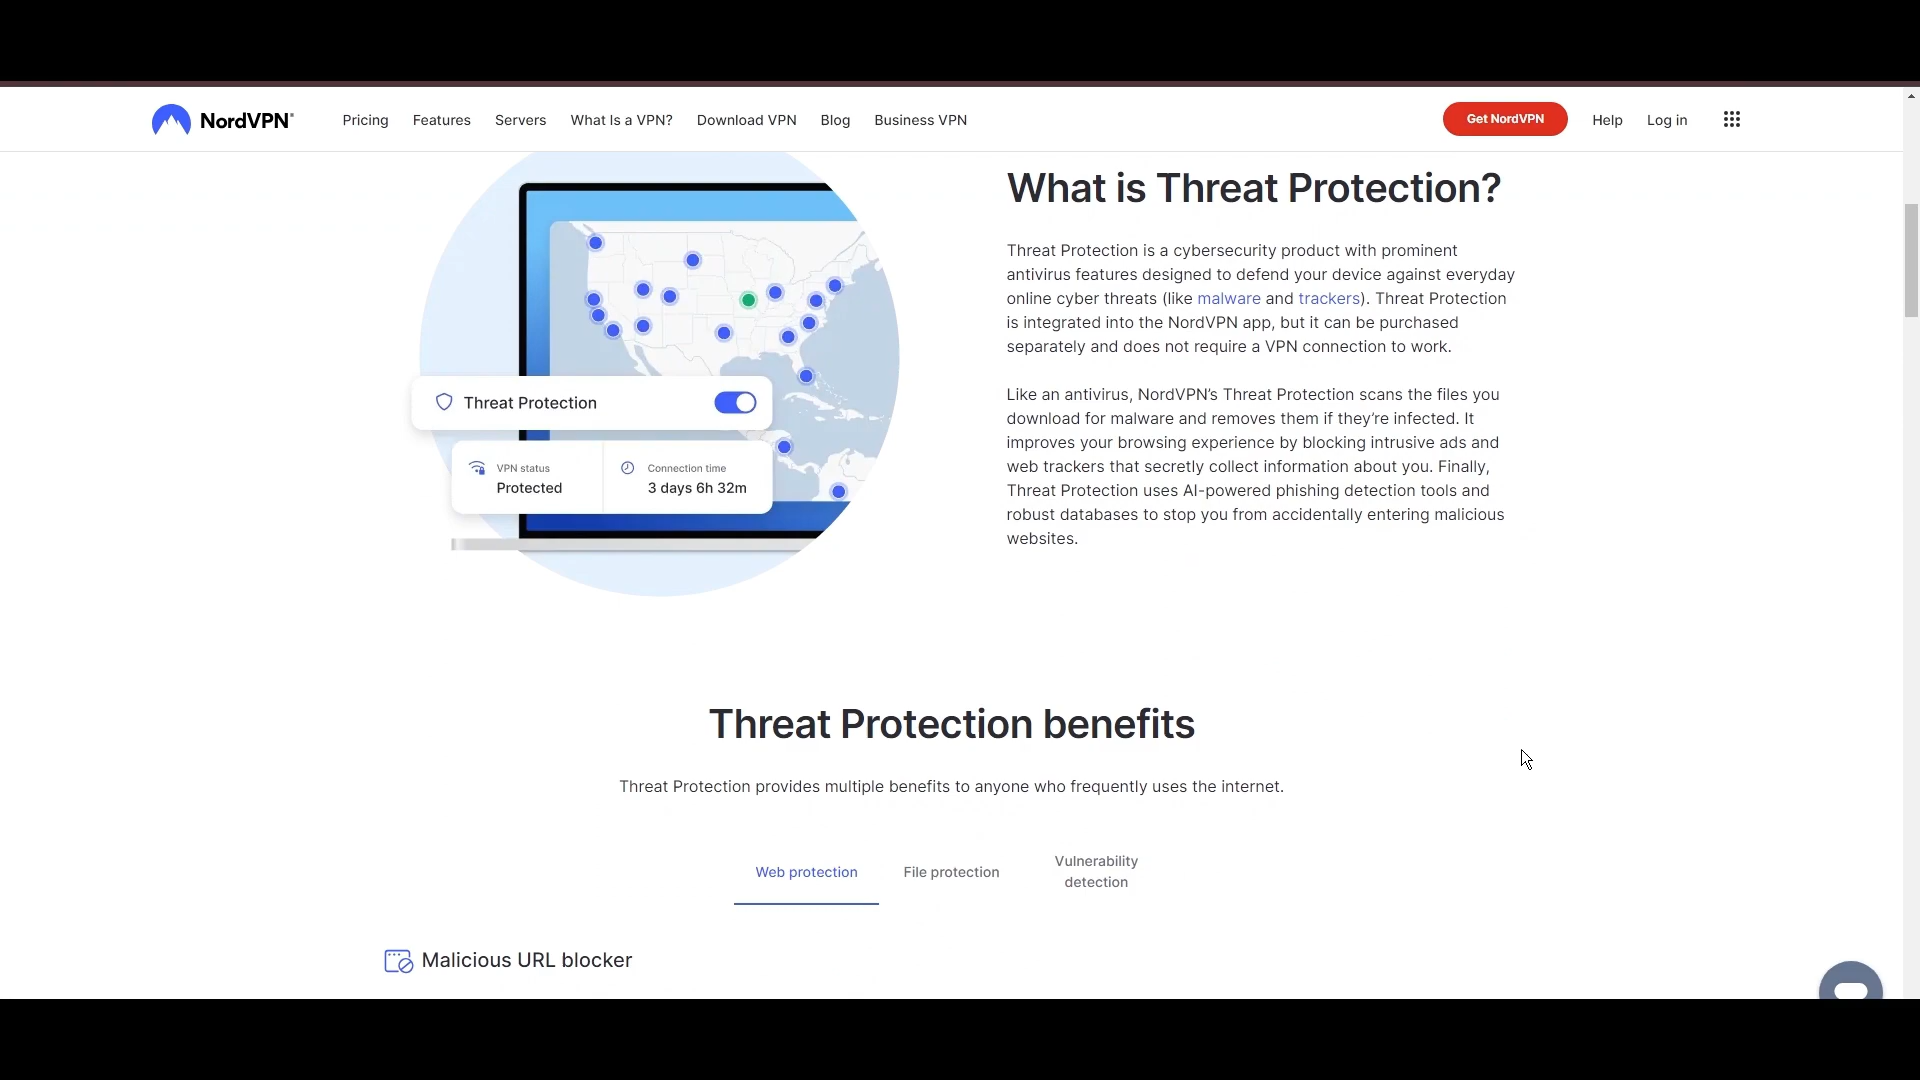 NordVPN®
Pricing
Features
Servers
What Is a VPN?
Download VPN
Blog
Business VPN
Get NordVPN
Help
Log in
What is Threat Protection?
Threat Protection is a cybersecurity product with prominent
antivirus features designed to defend your device against everyday
online cyber threats (like malware and trackers). Threat Protection
is integrated into the NordVPN app, but it can be purchased
separately and does not require a VPN connection to work.
Like an antivirus, NordVPN’s Threat Protection scans the files you
download for malware and removes them if they’re infected. It
improves your browsing experience by blocking intrusive ads and
web trackers that secretly collect information about you. Finally,
Threat Protection uses AI-powered phishing detection tools and
robust databases to stop you from accidentally entering malicious
websites.
Threat Protection
VPN status
Protected
Connection time
3 days 6h 32m
Threat Protection benefits
Threat Protection provides multiple benefits to anyone who frequently uses the internet.
Web protection
File protection
Vulnerability
detection
Malicious URL blocker